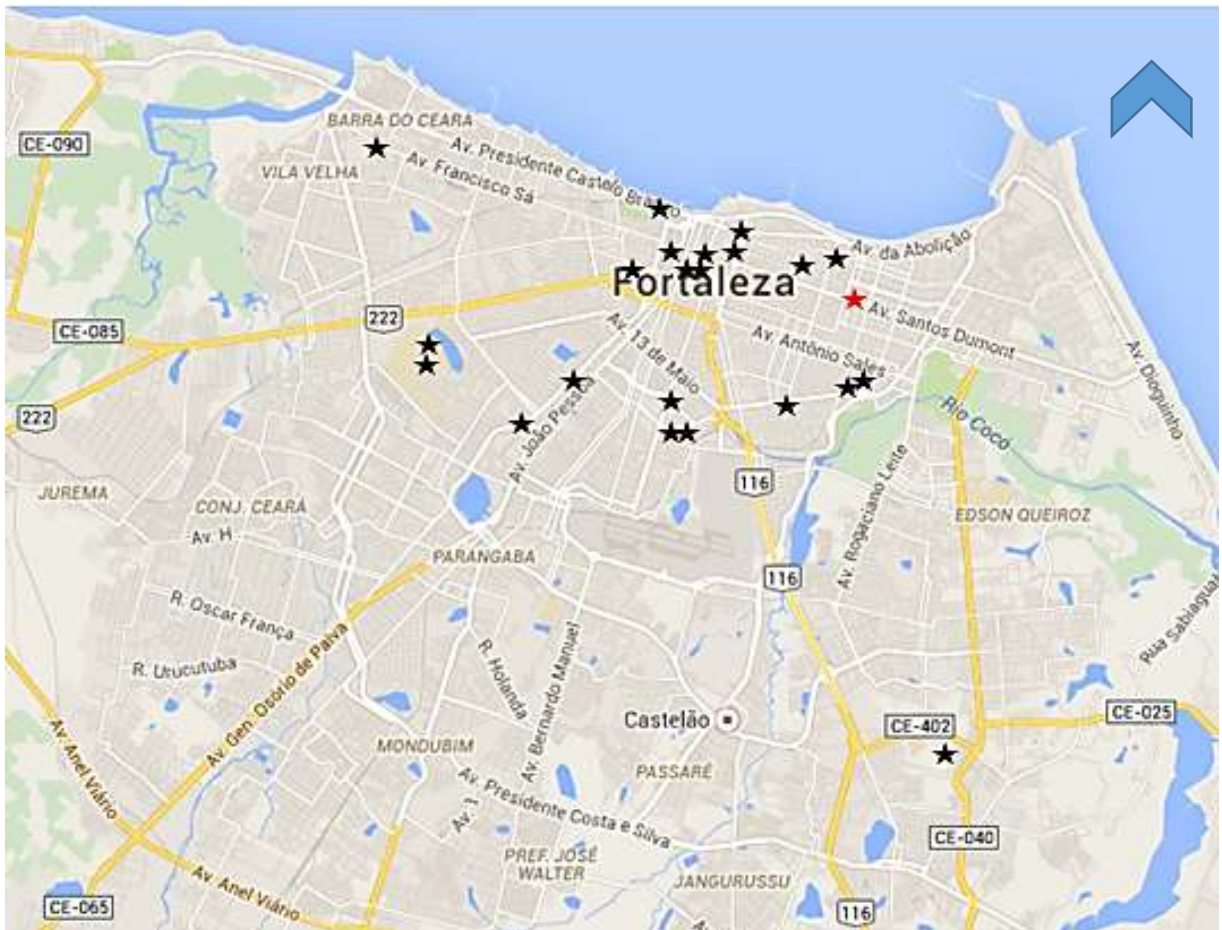 BARRA DO CEARÁ
CE-090
Av. Presidente Castelo Branco
VILA VELHA
Av. Francisco Sá
Av. da Abolição
Fortaleza
222
CE-085
Av. Santos Dumont
Av. 13 de Maio
Av. Antônio Sales
Av. Dioguinho
222
Av. João Pessoa
Rio Cocó
JUREMA
116
Av. Rogaciano Leite
CONJ. CEARÁ
EDSON QUEIROZ
Av. H
PARANGABA
116
R. Oscar França
Rua Sabiaguab
R. Urucutuba
Av. Gen. Osorio de Paiva
R. Holanda
Av. Bernardo Manuel
CE-025
Castelão
CE-402
Av. Anel Viário
MONDUBIM
PASSARÉ
Av. Presidente Costa e Silva
Av. 1
CE-040
PREF. JOSÉ
WALTER
JANGURUSSU
Av. Anel Viário
CE-065
116